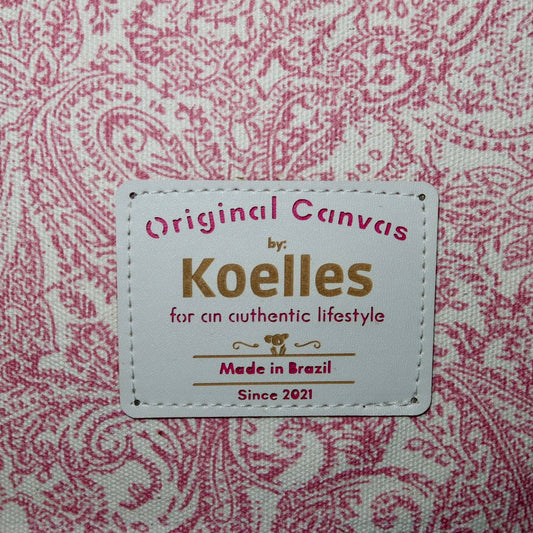 Original Canvas
by:
Koelles
for an authentic lifestyle
Made in Brazil
Since 2021